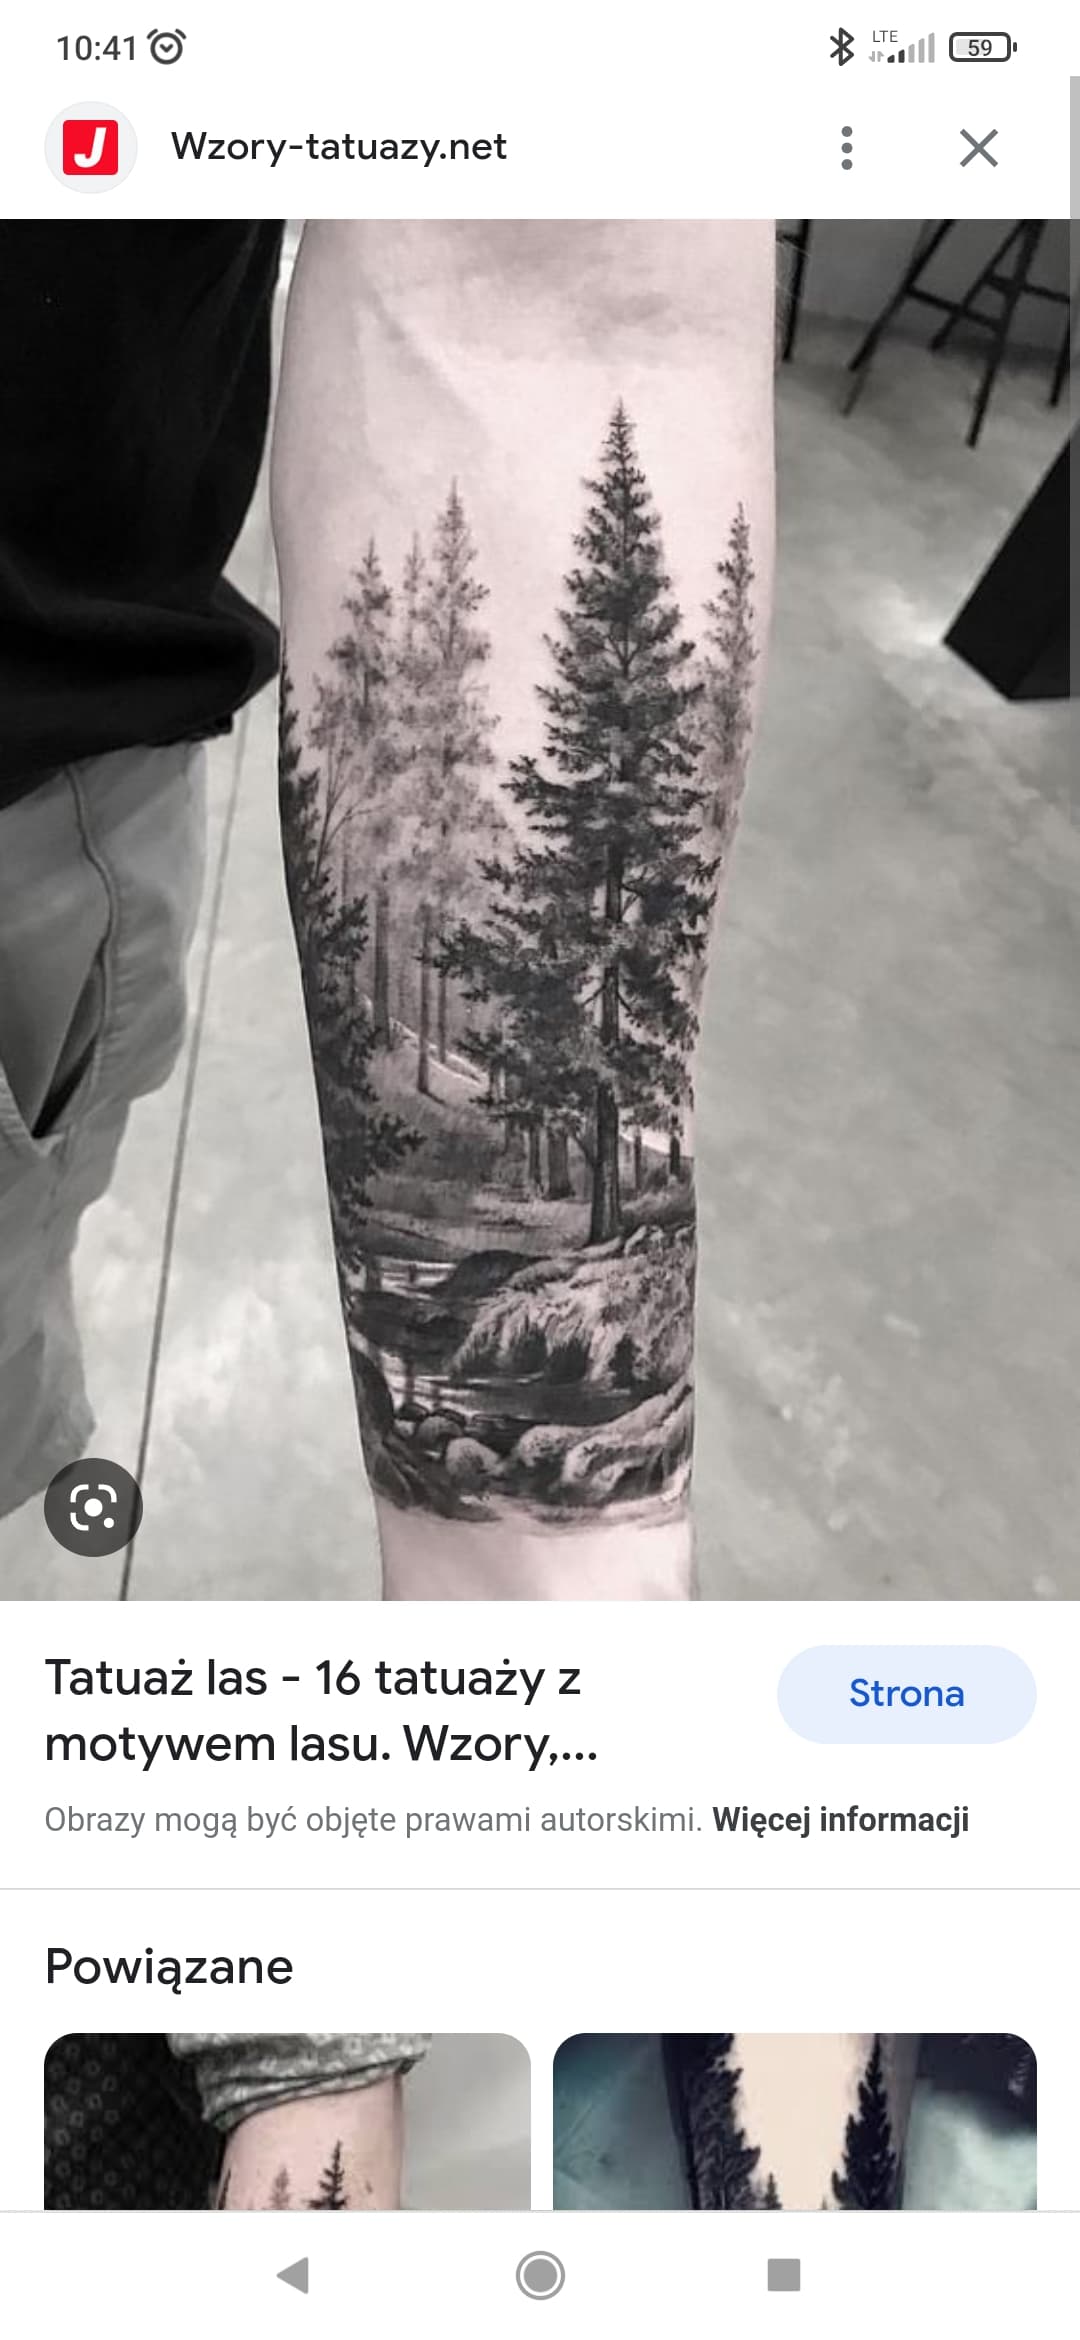 10:41
LTE
59
J
Wzory-tatuazy.net
Tatuaż las - 16 tatuaży z
motywem lasu. Wzory,...
Strona
Obrazy mogą być objęte prawami autorskimi. Więcej informacji
Powiązane